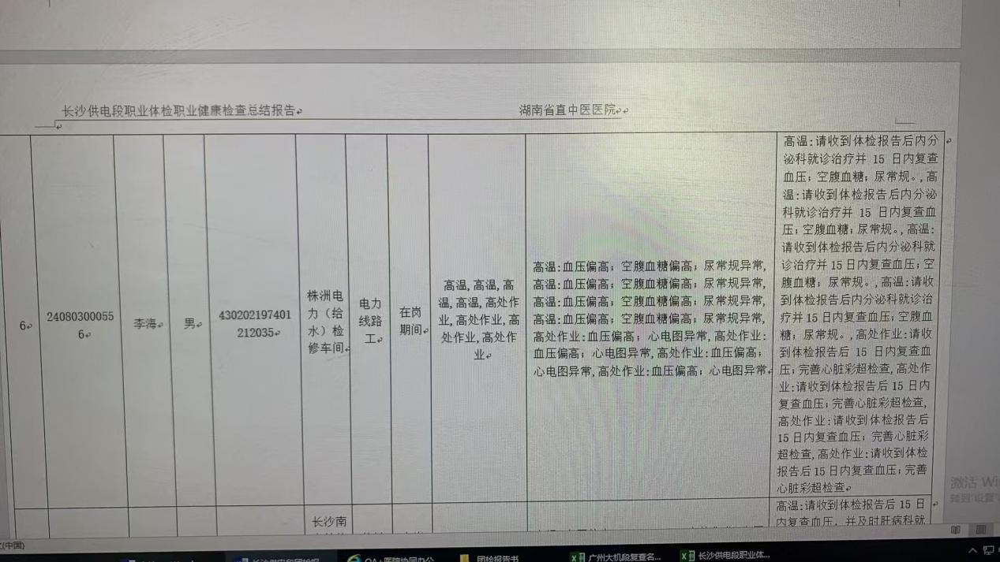 长沙供电段职业体检职业健康检查总结报告
湖南省直中医医院
6
24080300055
6
李海
男
430202197401
212035
株洲电
力（给
水）检
修车间
电力
线路
工
在岗
期间
高温,高温,高
温,高温,高处作
业,高处作业,高
处作业,高处作
业
高温:血压偏高；空腹血糖偏高；尿常规异常,
高温:血压偏高；空腹血糖偏高；尿常规异常,
高温:血压偏高；空腹血糖偏高；尿常规异常,
高温:血压偏高；空腹血糖偏高；尿常规异常,
高处作业:血压偏高；心电图异常,高处作业:
血压偏高；心电图异常,高处作业:血压偏高；
心电图异常,高处作业:血压偏高；心电图异常
高温:请收到体检报告后内分
泌科就诊治疗并 15 日内复查
血压；空腹血糖；尿常规。,高
温:请收到体检报告后内分泌
科就诊治疗并 15 日内复查血
压；空腹血糖；尿常规。,高温:
请收到体检报告后内分泌科就
诊治疗并 15 日内复查血压；空
腹血糖；尿常规。,高温:请收
到体检报告后内分泌科就诊治
疗并 15 日内复查血压；空腹血
糖；尿常规。,高处作业:请收
到体检报告后 15 日内复查血
压；完善心脏彩超检查,高处作
业:请收到体检报告后 15 日内
复查血压；完善心脏彩超检查,
高处作业:请收到体检报告后
15 日内复查血压；完善心脏彩
超检查,高处作业:请收到体检
报告后 15 日内复查血压；完善
心脏彩超检查
长沙南
高温:请收到体检报告后 15 日
内复查血压，并及时肝病科就
激活 Wi
转到"设置"
(中国)
OA+医院协同办公
团检报告书
广州大机段复查名...
长沙供电段职业体...